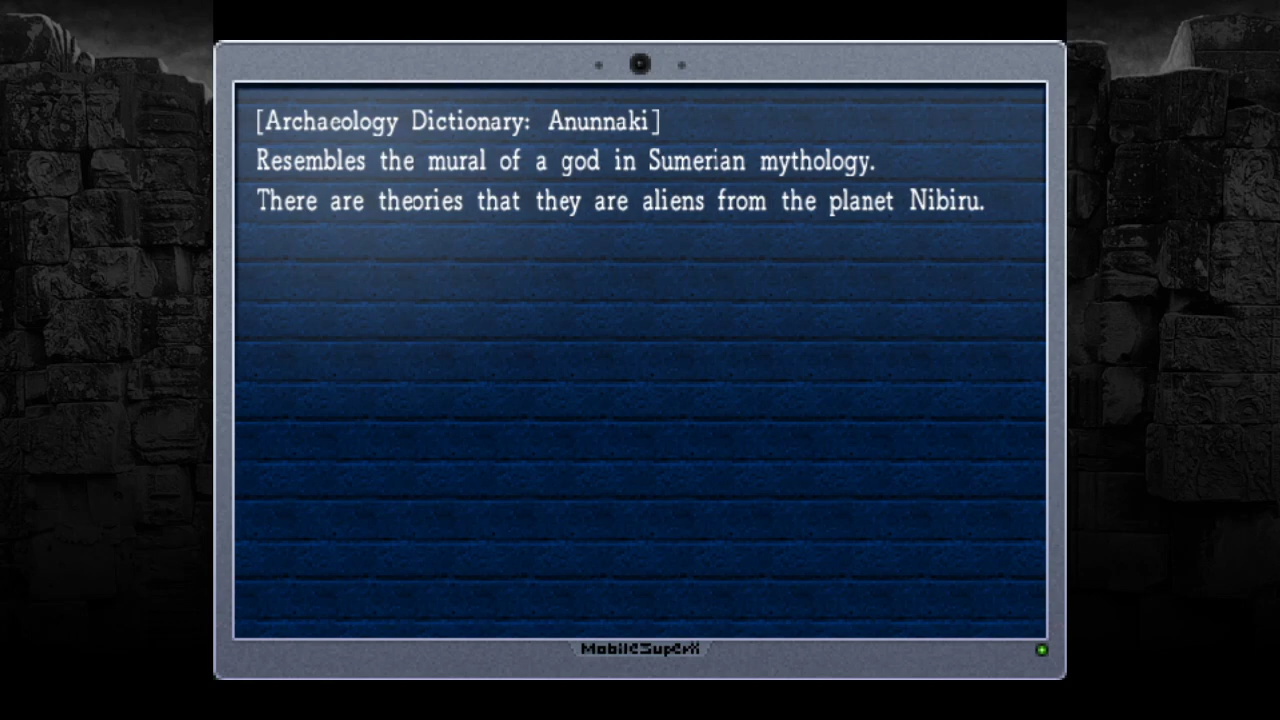 [Archaeology Dictionary: Anunnaki]
Resembles the mural of a god in Sumerian mythology.
There are theories that they are aliens from the planet Nibiru.
MobileSuperX